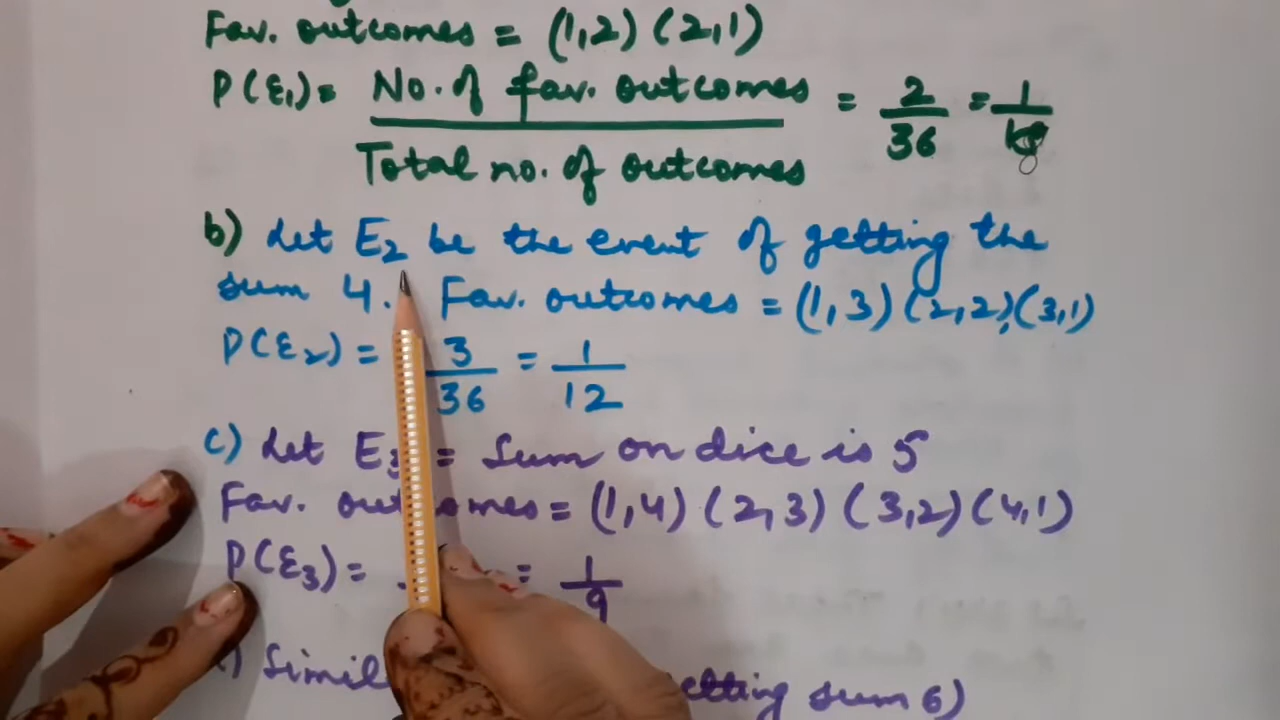 Fav. outcomes = (1,2) (2,1)
P(E1) = No. of fav. outcomes / Total no. of outcomes = 2/36 = 1/18
b) Let E2 be the event of getting the
sum 4. Fav. outcomes = (1,3) (2,2), (3,1)
P(E2) = 3/36 = 1/12
c) Let E3 = Sum on dice is 5
Fav. outcomes = (1,4) (2,3) (3,2) (4,1)
P(E3) = = 1/9
sum 6)